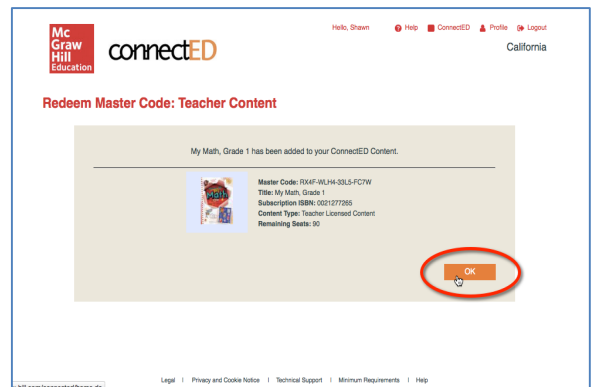 Mc
Graw
Hill
Education
connectED
Hello, Shawn Help ConnectED Profile Logout
California
Redeem Master Code: Teacher Content
My Math, Grade 1 has been added to your ConnectED Content.
Math
Master Code: RX4F-WLH4-33L5-FC7W
Title: My Math, Grade 1
Subscription ISBN: 0021277265
Content Type: Teacher Licensed Content
Remaining Seats: 90
OK
Legal | Privacy and Cookie Notice | Technical Support | Minimum Requirements | Help